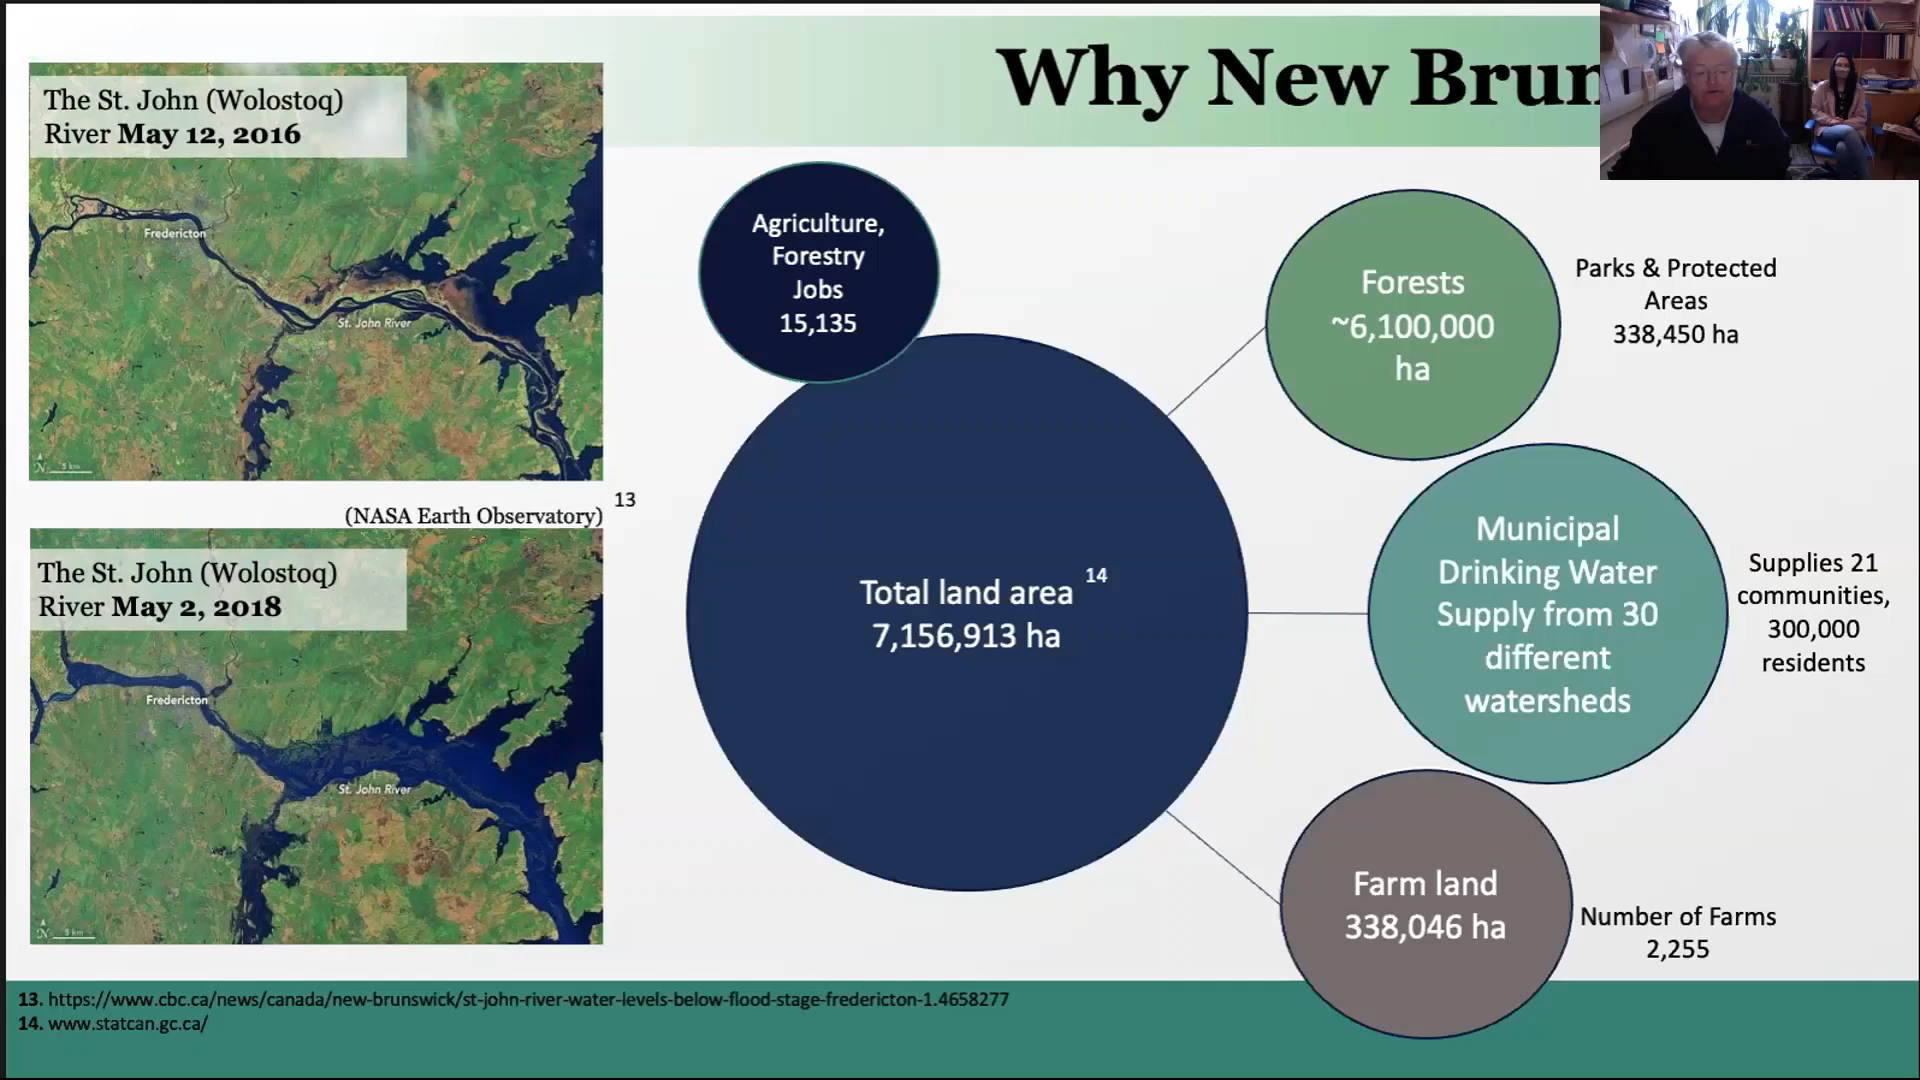 Why New Brun
The St. John (Wolostoq)
River May 12, 2016
Fredericton
St. John River
N
5 km
(NASA Earth Observatory) 13
The St. John (Wolostoq)
River May 2, 2018
Fredericton
St. John River
N
5 km
Agriculture,
Forestry
Jobs
15,135
Total land area 14
7,156,913 ha
Forests
~6,100,000
ha
Parks & Protected
Areas
338,450 ha
Municipal
Drinking Water
Supply from 30
different
watersheds
Supplies 21
communities,
300,000
residents
Farm land
338,046 ha
Number of Farms
2,255
13. https://www.cbc.ca/news/canada/new-brunswick/st-john-river-water-levels-below-flood-stage-fredericton-1.4658277
14. www.statcan.gc.ca/